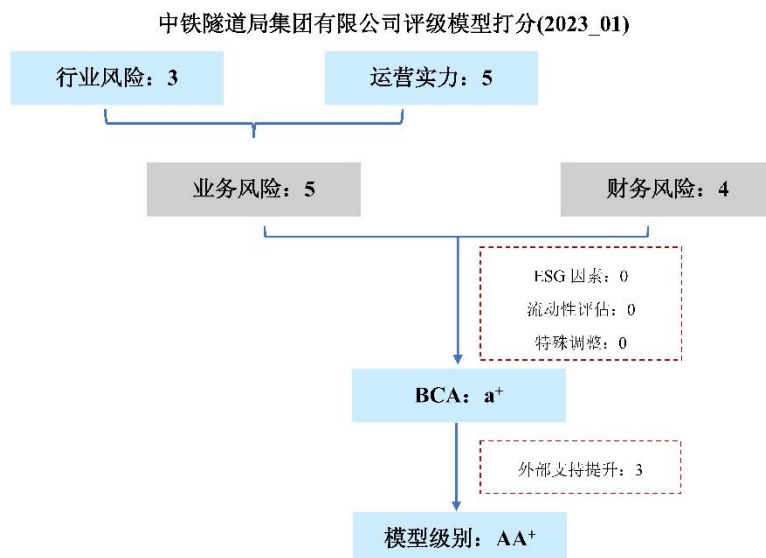 中铁隧道局集团有限公司评级模型打分(2023_01)
行业风险：3
运营实力：5
业务风险：5
财务风险：4
ESG 因素：0
流动性评估：0
特殊调整：0
BCA：a⁺
外部支持提升：3
模型级别：AA⁺